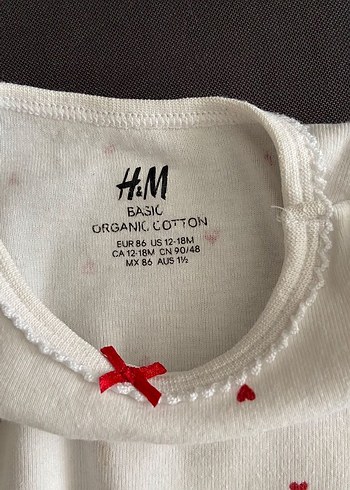 H&M
BASIC
ORGANIC COTTON
EUR 86 US 12-18M
CA 12-18M CN 90/48
MX 86 AUS 1½